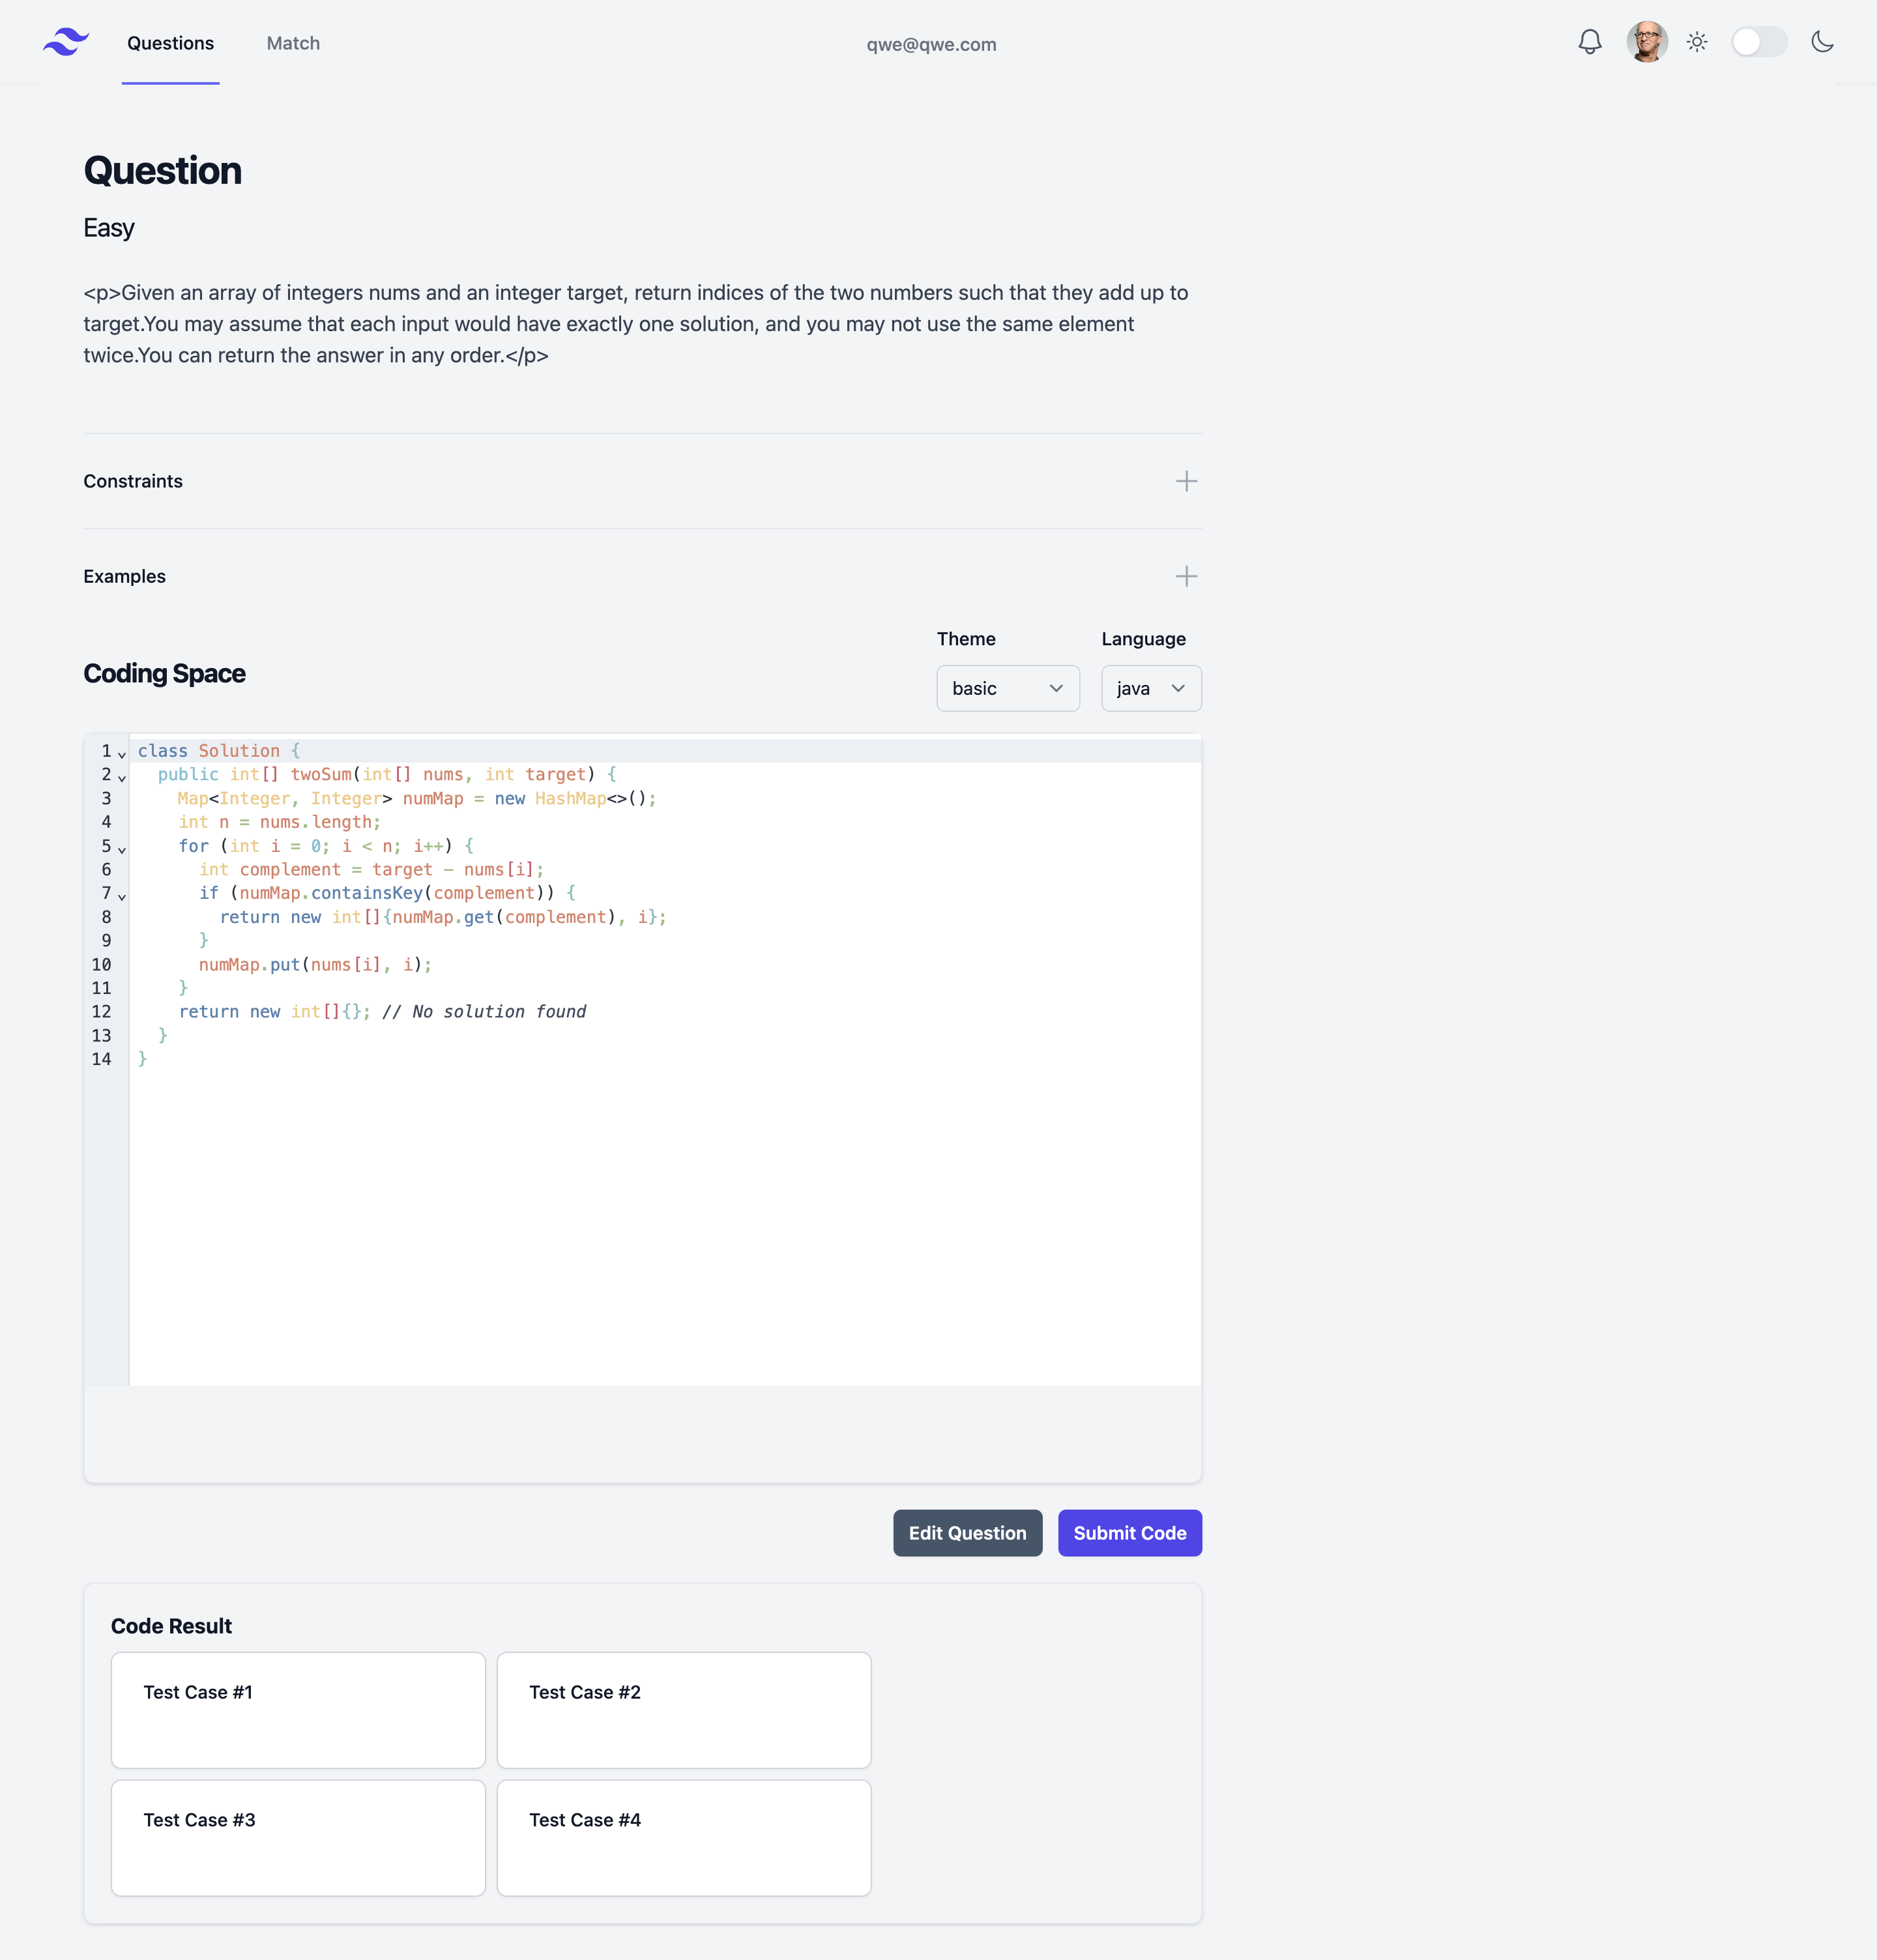 Questions
Match
qwe@qwe.com
Question
Easy
<p>Given an array of integers nums and an integer target, return indices of the two numbers such that they add up to
target.You may assume that each input would have exactly one solution, and you may not use the same element
twice.You can return the answer in any order.</p>
Constraints
Examples
Theme
Language
Coding Space
basic
java
1 class Solution {
2   public int[] twoSum(int[] nums, int target) {
3     Map<Integer, Integer> numMap = new HashMap<>();
4     int n = nums.length;
5     for (int i = 0; i < n; i++) {
6       int complement = target - nums[i];
7       if (numMap.containsKey(complement)) {
8         return new int[]{numMap.get(complement), i};
9       }
10       numMap.put(nums[i], i);
11     }
12     return new int[]{}; // No solution found
13   }
14 }
Edit Question
Submit Code
Code Result
Test Case #1
Test Case #2
Test Case #3
Test Case #4